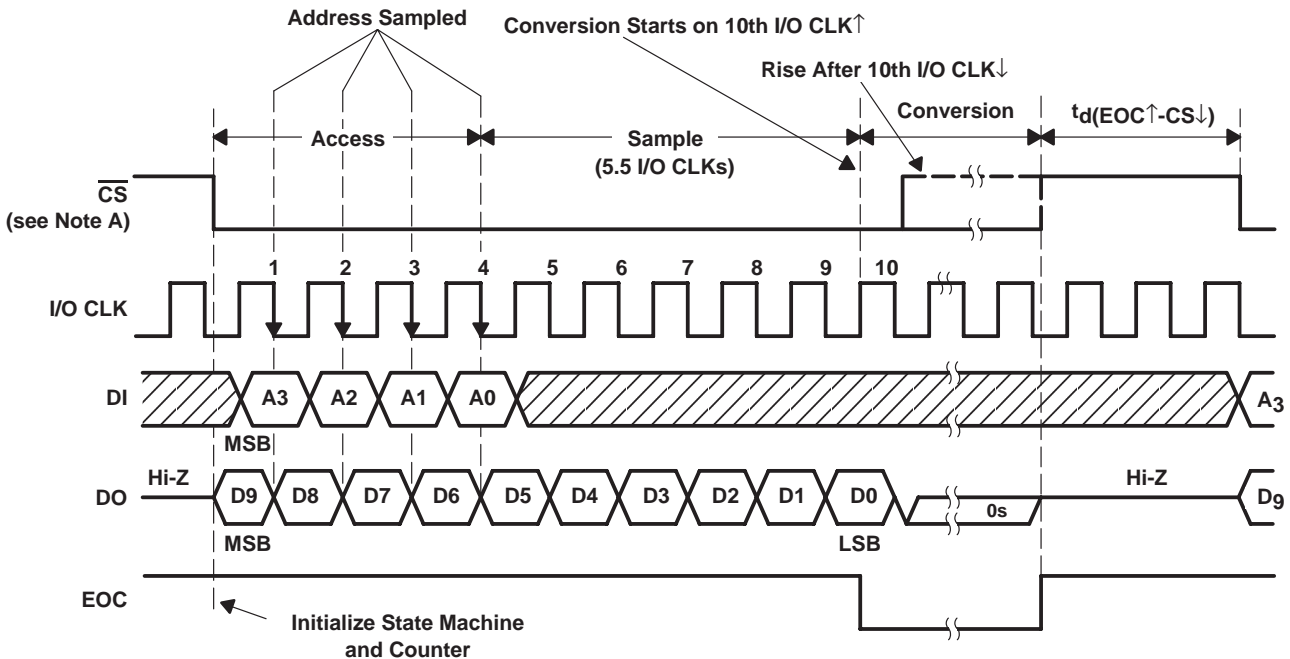 Address Sampled
Conversion Starts on 10th I/O CLK↑
Rise After 10th I/O CLK↓
Access
Sample
(5.5 I/O CLKs)
Conversion
td(EOC↑-CS↓)
CS
(see Note A)
1 2 3 4 5 6 7 8 9 10
I/O CLK
DI
A3 A2 A1 A0 A3
MSB
Hi-Z
Hi-Z
DO
D9 D8 D7 D6 D5 D4 D3 D2 D1 D0 0s D9
MSB
LSB
EOC
Initialize State Machine
and Counter